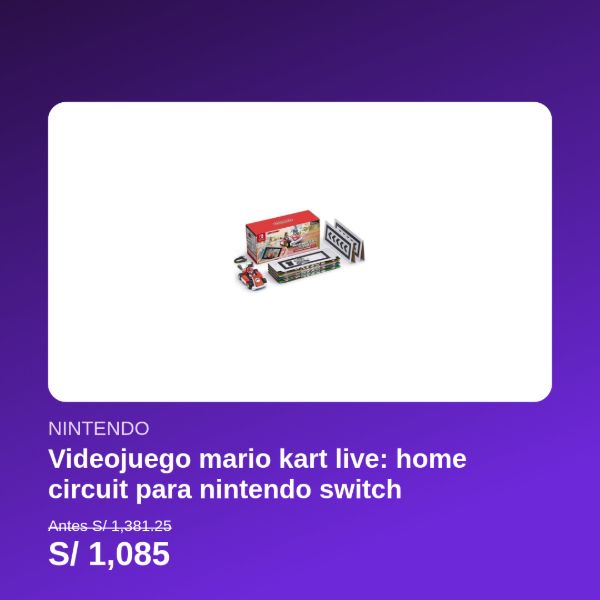 NINTENDO
Videojuego mario kart live: home
circuit para nintendo switch
Antes S/ 1,381.25
S/ 1,085